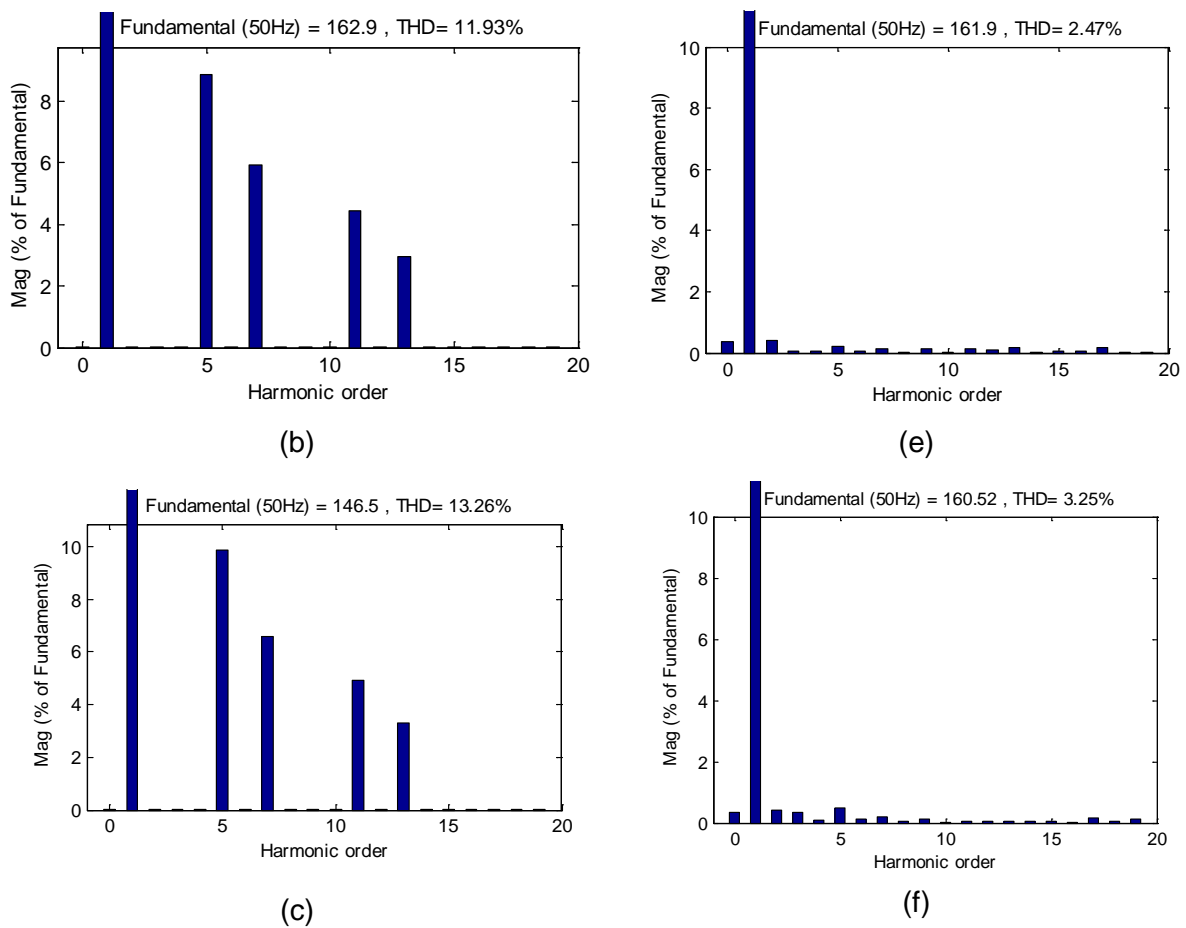 Fundamental (50Hz) = 162.9 , THD= 11.93%
Mag (% of Fundamental)
8
6
4
2
0
0 5 10 15 20
Harmonic order
(b)
Fundamental (50Hz) = 161.9 , THD= 2.47%
Mag (% of Fundamental)
10
8
6
4
2
0
0 5 10 15 20
Harmonic order
(e)
Fundamental (50Hz) = 146.5 , THD= 13.26%
Mag (% of Fundamental)
10
8
6
4
2
0
0 5 10 15 20
Harmonic order
(c)
Fundamental (50Hz) = 160.52 , THD= 3.25%
Mag (% of Fundamental)
10
8
6
4
2
0
0 5 10 15 20
Harmonic order
(f)